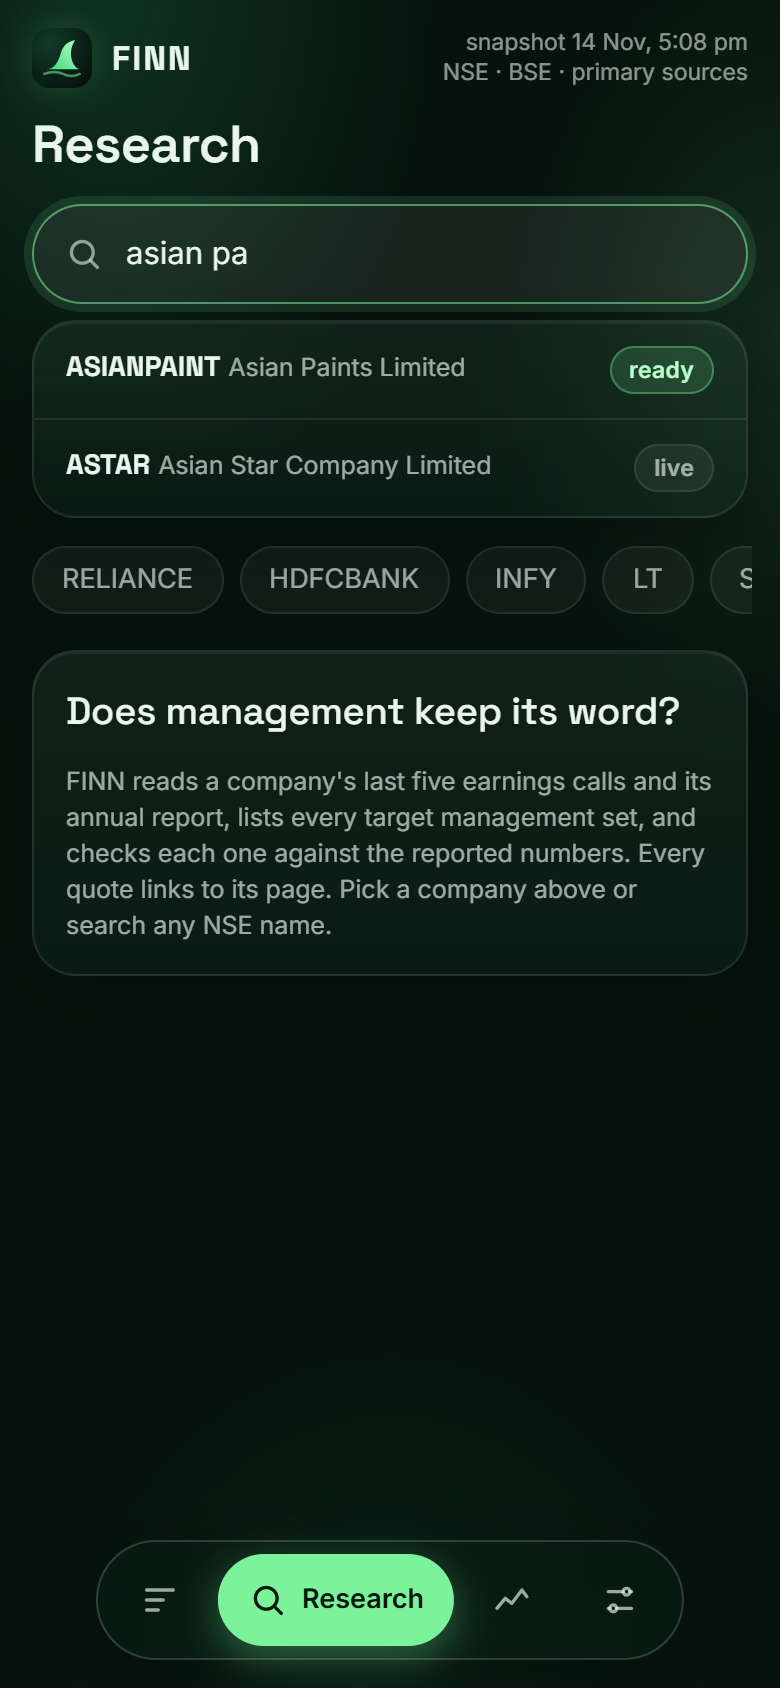 FINN
snapshot 14 Nov, 5:08 pm
NSE · BSE · primary sources
Research
asian pa
ASIANPAINT Asian Paints Limited
ready
ASTAR Asian Star Company Limited
live
RELIANCE
HDFCBANK
INFY
LT
Does management keep its word?
FINN reads a company's last five earnings calls and its
annual report, lists every target management set, and
checks each one against the reported numbers. Every
quote links to its page. Pick a company above or
search any NSE name.
Research